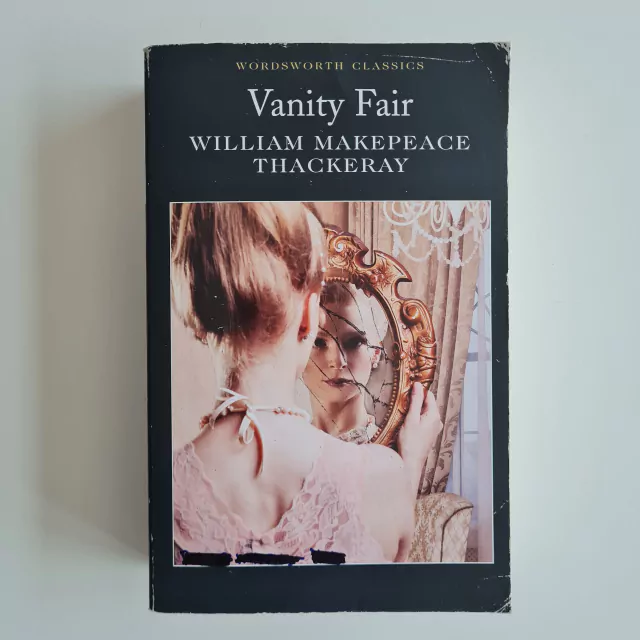 WORDSWORTH CLASSICS
Vanity Fair
WILLIAM MAKEPEACE
THACKERAY